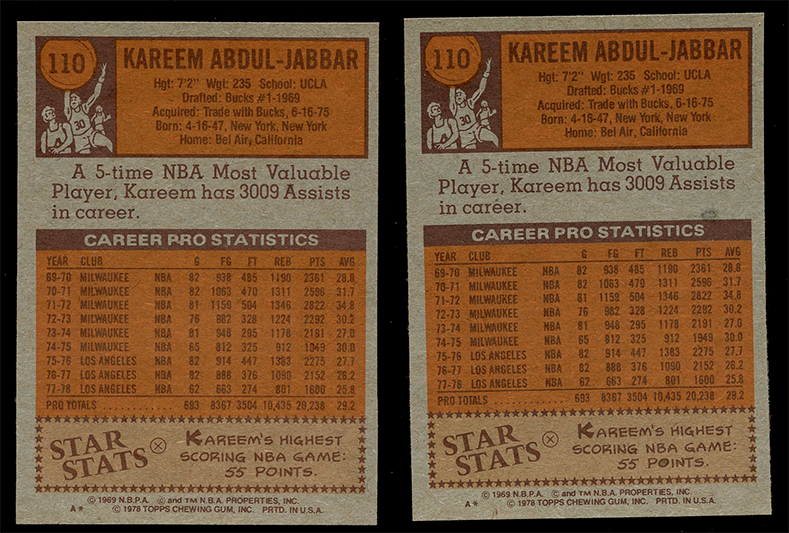 110
KAREEM ABDUL-JABBAR
Hgt: 7'2" Wgt: 235 School: UCLA
Drafted: Bucks #1-1969
Acquired: Trade with Bucks, 6-16-75
Born: 4-16-47, New York, New York
Home: Bel Air, California
30
A 5-time NBA Most Valuable
Player, Kareem has 3009 Assists
in career.
CAREER PRO STATISTICS
YEAR CLUB G FG FT REB PTS AVG
69-70 MILWAUKEE NBA 82 938 485 1190 2361 28.8
70-71 MILWAUKEE NBA 82 1063 470 1311 2596 31.7
71-72 MILWAUKEE NBA 81 1159 504 1346 2822 34.8
72-73 MILWAUKEE NBA 76 982 328 1224 2292 30.2
73-74 MILWAUKEE NBA 81 948 295 1178 2191 27.0
74-75 MILWAUKEE NBA 65 812 325 912 1949 30.0
75-76 LOS ANGELES NBA 82 914 447 1383 2275 27.7
76-77 LOS ANGELES NBA 82 888 376 1090 2152 26.2
77-78 LOS ANGELES NBA 62 663 274 801 1600 25.8
PRO TOTALS ............ 693 8367 3504 10,435 20,238 29.2
STAR
STATS
KAREEM'S HIGHEST
SCORING NBA GAME:
55 POINTS.
© 1969 N.B.P.A. © and TM N.B.A. PROPERTIES, INC.
A* © 1978 TOPPS CHEWING GUM, INC. PRTD. IN U.S.A.
110
KAREEM ABDUL-JABBAR
Hgt: 7'2" Wgt: 235 School: UCLA
Drafted: Bucks #1-1969
Acquired: Trade with Bucks, 6-16-75
Born: 4-16-47, New York, New York
Home: Bel Air, California
30
A 5-time NBA Most Valuable
Player, Kareem has 3009 Assists
in career.
CAREER PRO STATISTICS
YEAR CLUB G FG FT REB PTS AVG
69-70 MILWAUKEE NBA 82 938 485 1190 2361 28.8
70-71 MILWAUKEE NBA 82 1063 470 1311 2596 31.7
71-72 MILWAUKEE NBA 81 1159 504 1346 2822 34.8
72-73 MILWAUKEE NBA 76 982 328 1224 2292 30.2
73-74 MILWAUKEE NBA 81 948 295 1178 2191 27.0
74-75 MILWAUKEE NBA 65 812 325 912 1949 30.0
75-76 LOS ANGELES NBA 82 914 447 1383 2275 27.7
76-77 LOS ANGELES NBA 82 888 376 1090 2152 26.2
77-78 LOS ANGELES NBA 62 663 274 801 1600 25.8
PRO TOTALS ............ 693 8367 3504 10,435 20,238 29.2
STAR
STATS
KAREEM'S HIGHEST
SCORING NBA GAME:
55 POINTS.
© 1969 N.B.P.A. © and TM N.B.A. PROPERTIES, INC.
A* © 1978 TOPPS CHEWING GUM, INC. PRTD. IN U.S.A.